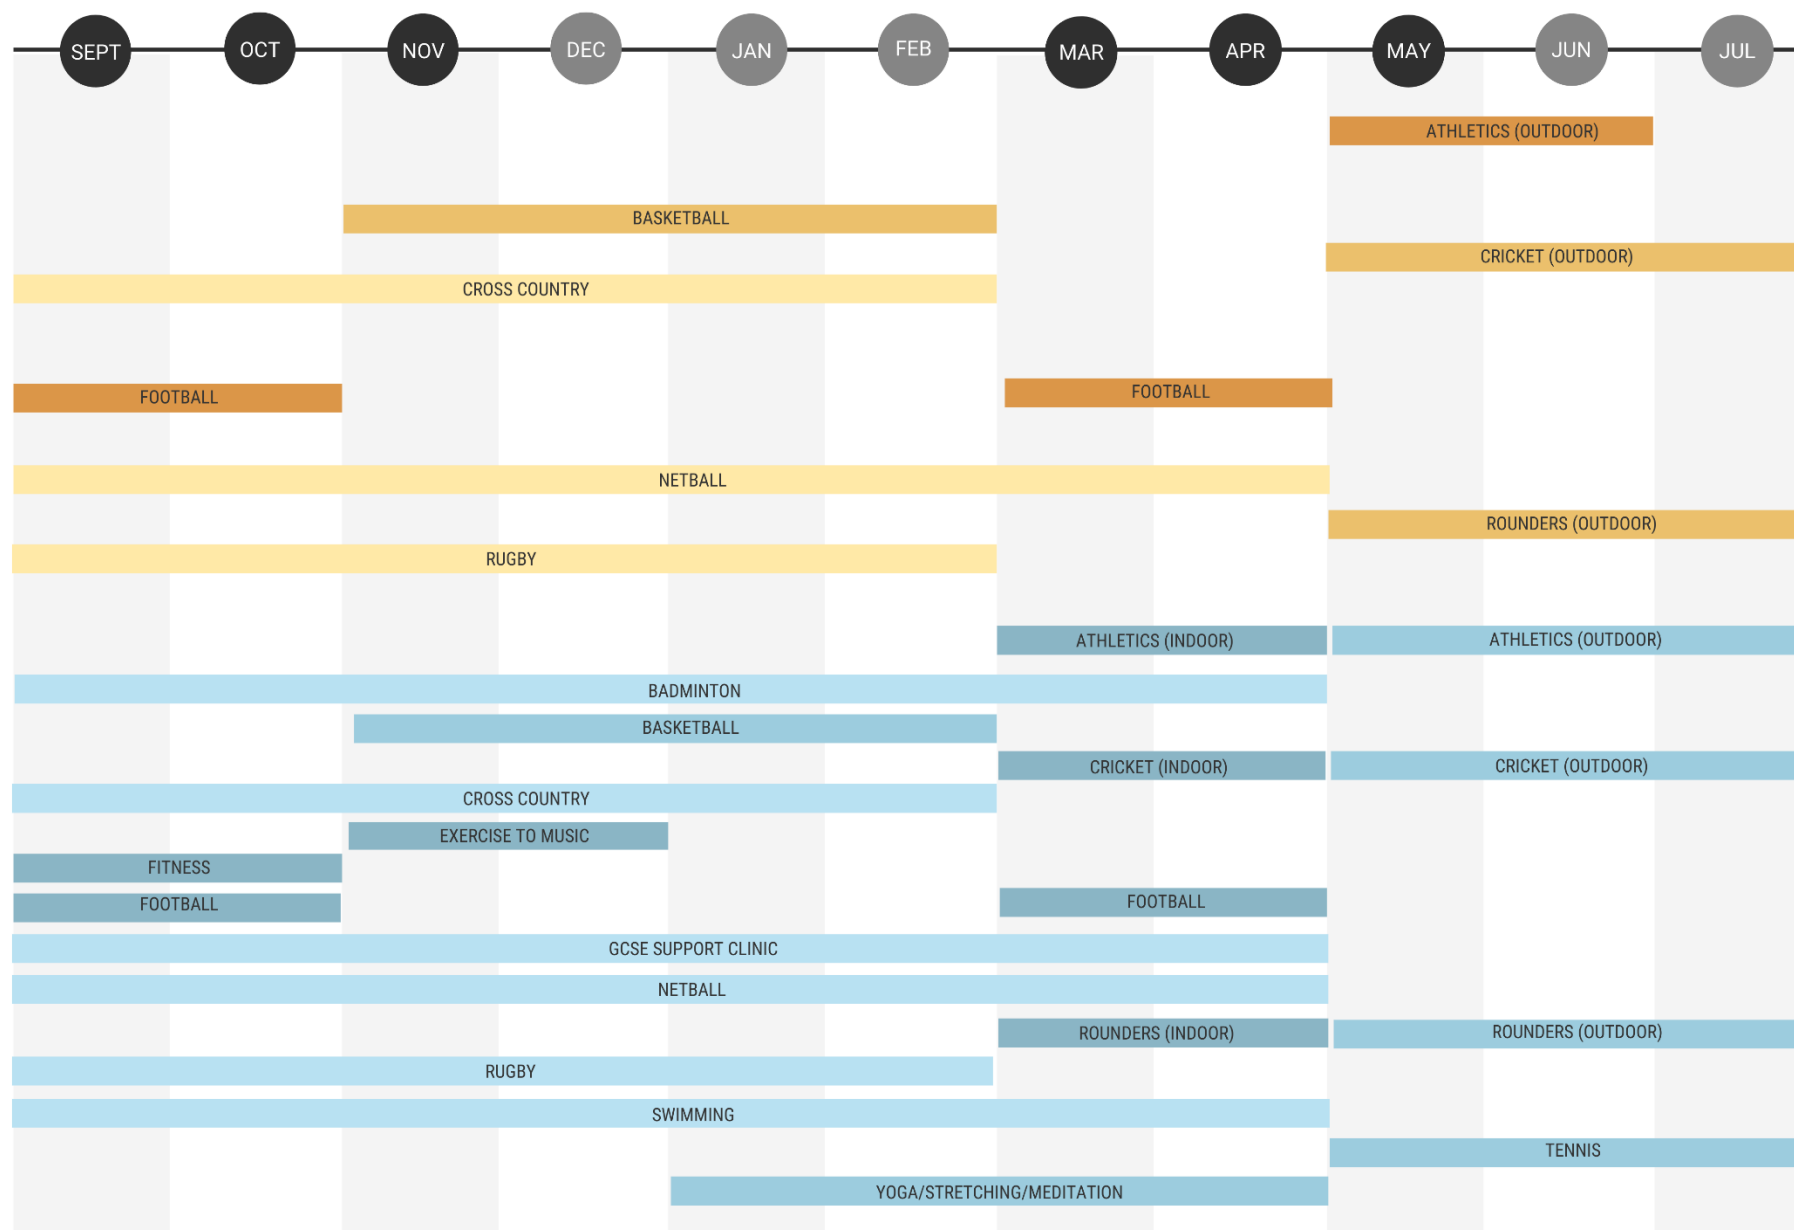 SEPT
OCT
NOV
DEC
JAN
FEB
MAR
APR
MAY
JUN
JUL
ATHLETICS (OUTDOOR)
BASKETBALL
CRICKET (OUTDOOR)
CROSS COUNTRY
FOOTBALL
FOOTBALL
NETBALL
ROUNDERS (OUTDOOR)
RUGBY
ATHLETICS (INDOOR)
ATHLETICS (OUTDOOR)
BADMINTON
BASKETBALL
CRICKET (INDOOR)
CRICKET (OUTDOOR)
CROSS COUNTRY
EXERCISE TO MUSIC
FITNESS
FOOTBALL
FOOTBALL
GCSE SUPPORT CLINIC
NETBALL
ROUNDERS (INDOOR)
ROUNDERS (OUTDOOR)
RUGBY
SWIMMING
TENNIS
YOGA/STRETCHING/MEDITATION